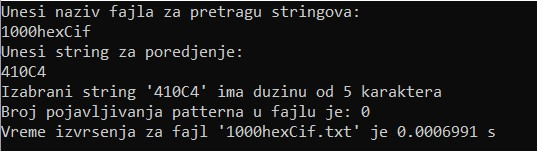 Unesi naziv fajla za pretragu stringova:
1000hexCif
Unesi string za poredjenje:
410C4
Izabrani string '410C4' ima duzinu od 5 karaktera
Broj pojavljivanja patterna u fajlu je: 0
Vreme izvrsenja za fajl '1000hexCif.txt' je 0.0006991 s